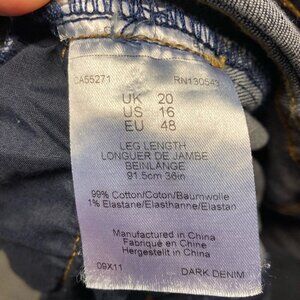 CA55271 RN130543
UK 20
US 16
EU 48
LEG LENGTH
LONGUER DE JAMBE
BEINLANGE
91.5cm 36in
99% Cotton/Coton/Baumwolle
1% Elastane/Elasthanne/Elastan
Manufactured in China
Fabriqué en Chine
Hergestellt in China
09X11 DARK DENIM